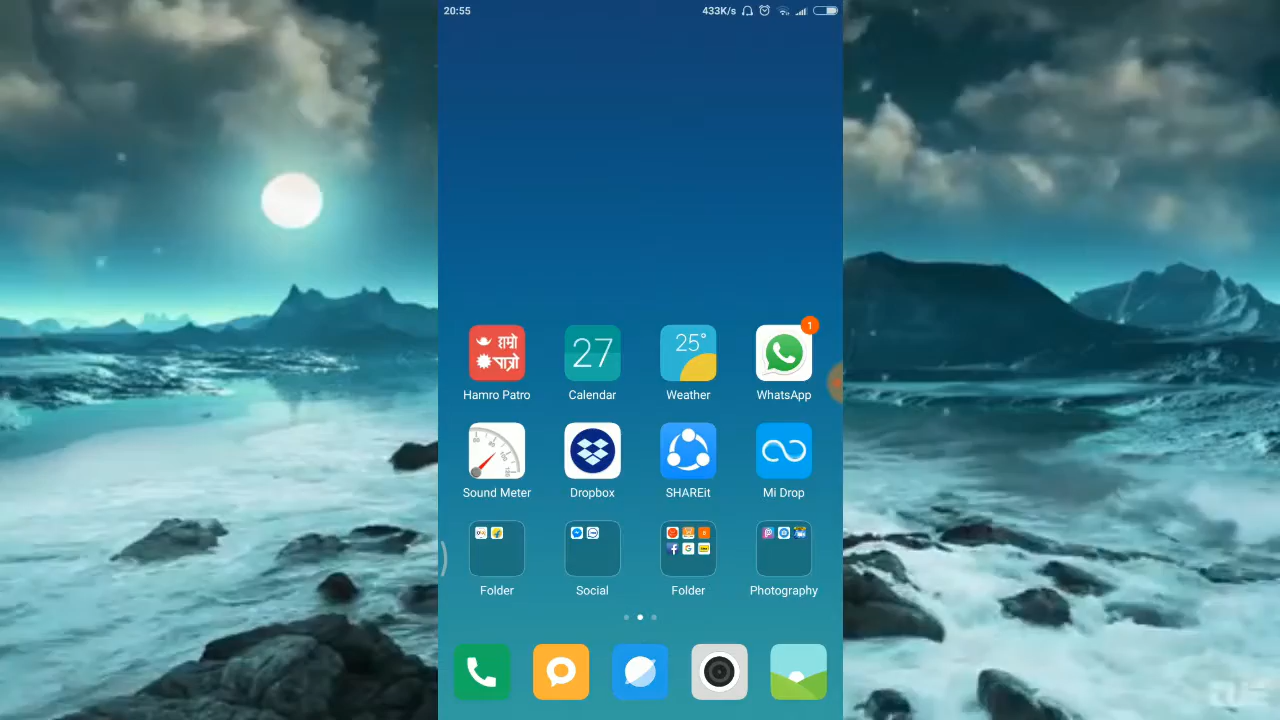 20:55
433K/s
हाम्रो
पात्रो
27
25°
1
Hamro Patro
Calendar
Weather
WhatsApp
Sound Meter
Dropbox
SHAREit
Mi Drop
Folder
Social
Folder
Photography